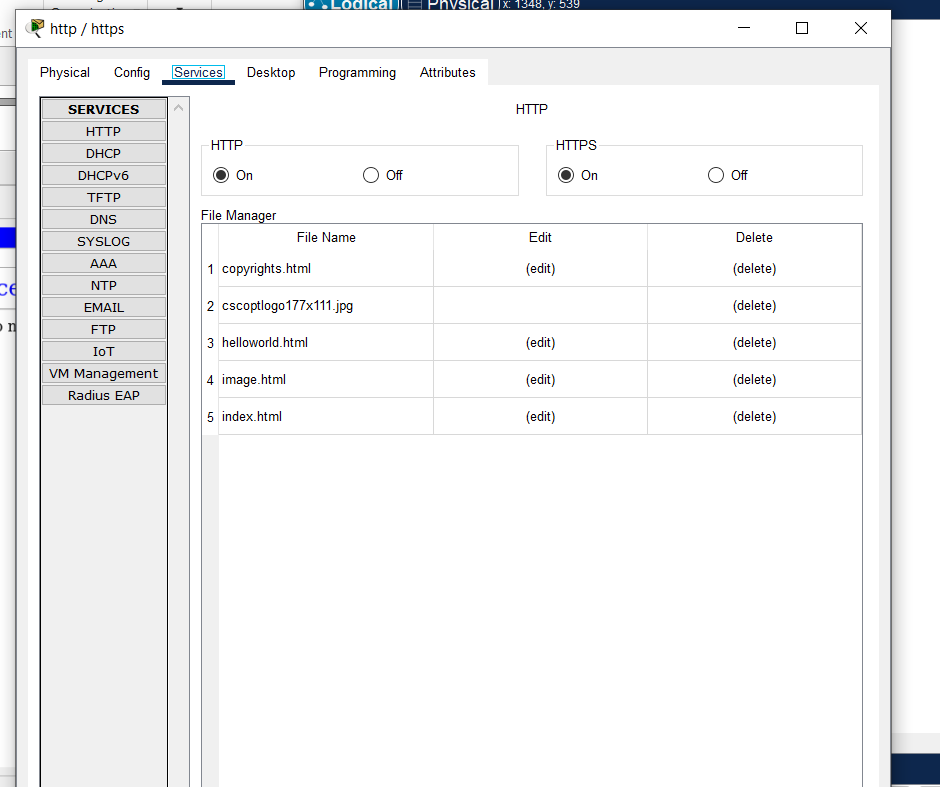 Logical
Physical
x: 1348, y: 539
http / https
Physical
Config
Services
Desktop
Programming
Attributes
SERVICES
HTTP
DHCP
DHCPv6
TFTP
DNS
SYSLOG
AAA
NTP
EMAIL
FTP
IoT
VM Management
Radius EAP
HTTP
HTTP
On
Off
HTTPS
On
Off
File Manager
File Name Edit Delete
1 copyrights.html (edit) (delete)
2 cscoptlogo177x111.jpg (delete)
3 helloworld.html (edit) (delete)
4 image.html (edit) (delete)
5 index.html (edit) (delete)